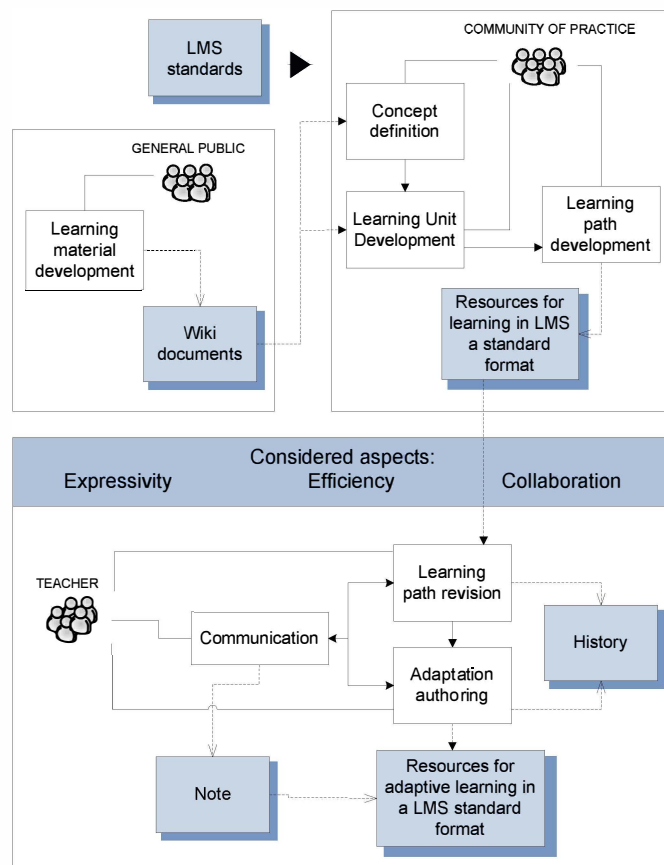 LMS
standards
COMMUNITY OF PRACTICE
Concept
definition
GENERAL PUBLIC
Learning
material
development
Learning Unit
Development
Learning
path
development
Wiki
documents
Resources for
learning in LMS
a standard
format
Considered aspects:
Expressivity Efficiency Collaboration
TEACHER
Learning
path revision
Communication
History
Adaptation
authoring
Note
Resources for
adaptive learning in
a LMS standard
format